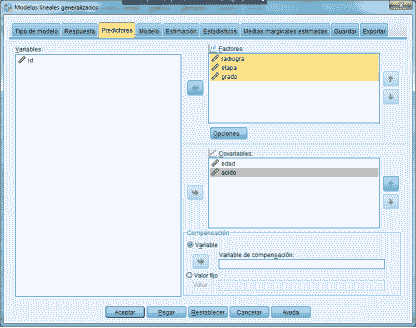 Modelos lineales generalizados
Tipo de modelo Respuesta Predictores Modelo Estimación Estadísticos Medias marginales estimadas Guardar Exportar
Variables:
id
Factores:
radiogra
etapa
grado
Opciones...
Covariables:
edad
acido
Compensación
Variable
Variable de compensación:
Valor fijo
Valor:
Aceptar Pegar Restablecer Cancelar Ayuda